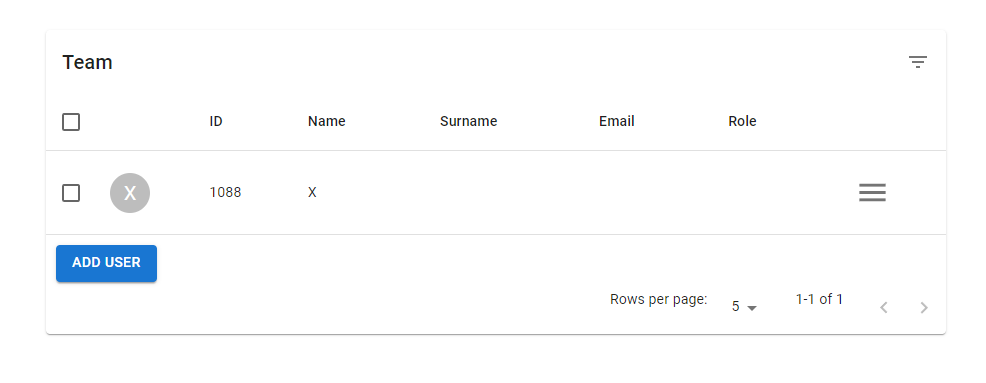 Team
ID Name Surname Email Role
X 1088 X
ADD USER
Rows per page: 5 1-1 of 1